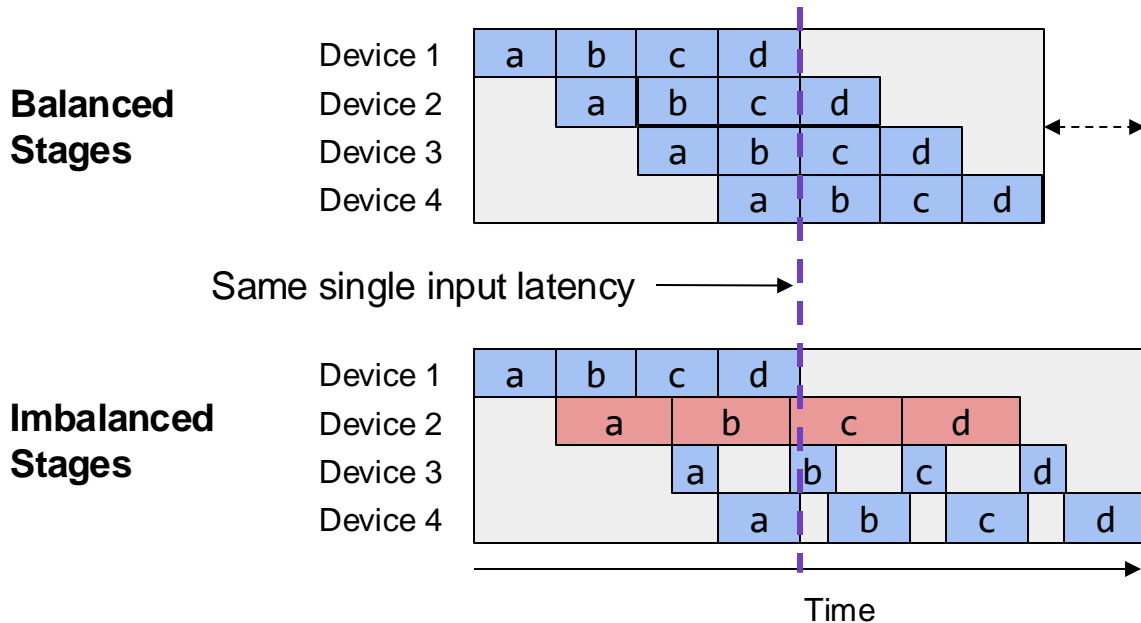 Balanced
Stages
Device 1 a b c d
Device 2 a b c d
Device 3 a b c d
Device 4 a b c d
Same single input latency
Imbalanced
Stages
Device 1 a b c d
Device 2 a b c d
Device 3 a b c d
Device 4 a b c d
Time